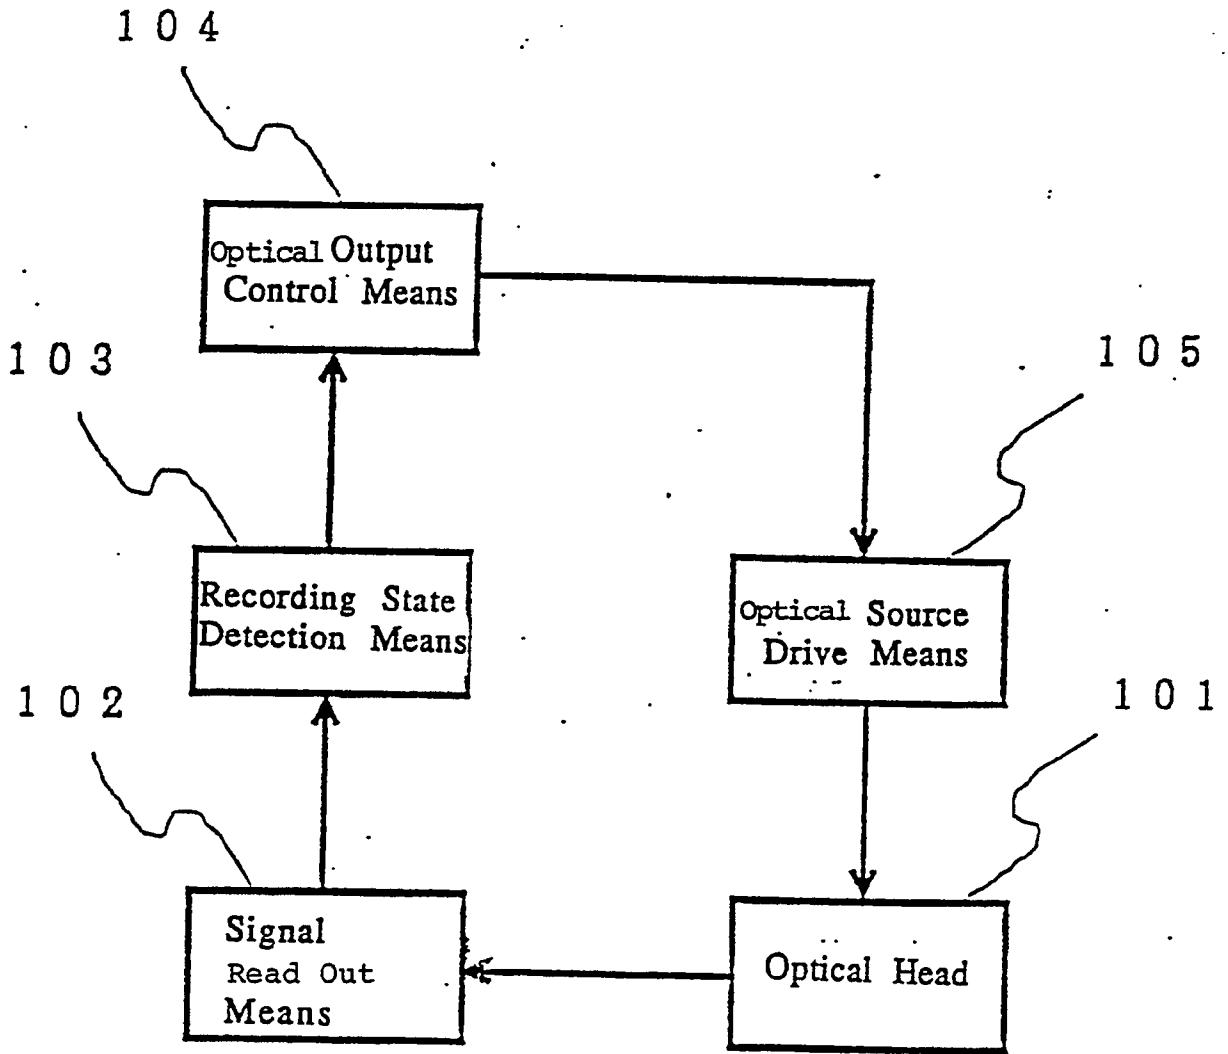 104
Optical Output
Control Means
103
105
Recording State
Detection Means
Optical Source
Drive Means
102
101
Signal
Read Out
Means
Optical Head